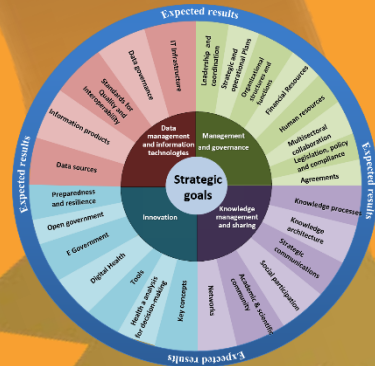 Expected results
Expected results
Expected results
Expected results
Strategic
goals
Data
management
and information
technologies
Management
and governance
Knowledge
management
and sharing
Innovation
IT Infrastructure
Data governance
Standards for
Quality and
Interoperability
Information products
Data sources
Leadership and
coordination
Strategic and
operational Plans
Organizational
structures and
functions
Financial Resources
Human resources
Multisectoral
collaboration
Legislation, policy
and compliance
Agreements
Knowledge processes
Knowledge
architecture
Strategic
communications
Social participation
Academic & scientific
community
Networks
Key concepts
Health a analysis
for decision-making
Tools
Digital Health
E Government
Open government
Preparedness
and resilience